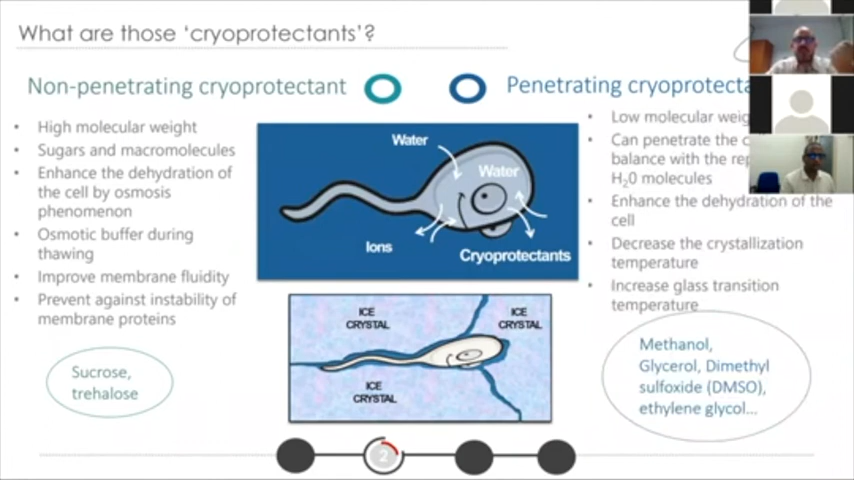 What are those ‘cryoprotectants’?
Non-penetrating cryoprotectant
• High molecular weight
• Sugars and macromolecules
• Enhance the dehydration of
the cell by osmosis
phenomenon
• Osmotic buffer during
thawing
• Improve membrane fluidity
• Prevent against instability of
membrane proteins
Sucrose,
trehalose
Water
Water
Ions
Cryoprotectants
ICE
CRYSTAL
ICE
CRYSTAL
ICE
CRYSTAL
2
Penetrating
• Low molecular
• Can penetrate the
balance with the
H₂0 molecules
• Enhance the dehydration of the
cell
• Decrease the crystallization
temperature
• Increase glass transition
temperature
Methanol,
Glycerol, Dimethyl
sulfoxide (DMSO),
ethylene glycol...